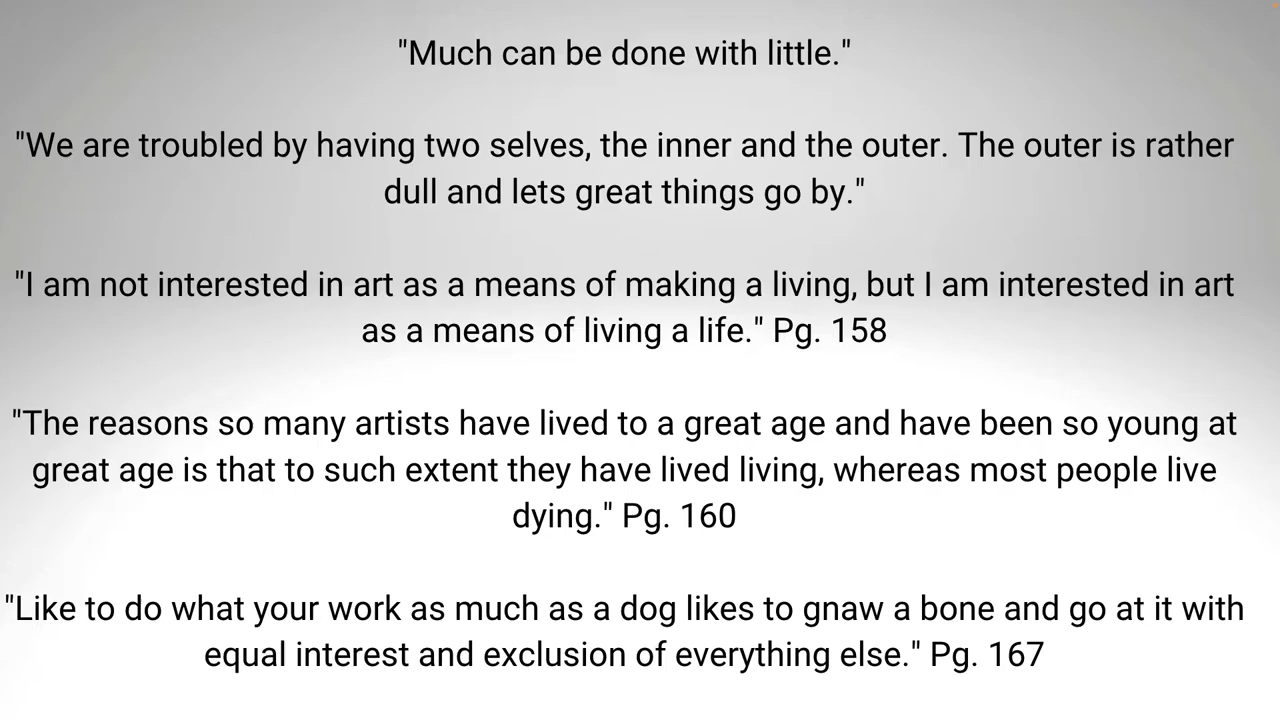 "Much can be done with little."
"We are troubled by having two selves, the inner and the outer. The outer is rather
dull and lets great things go by."
"I am not interested in art as a means of making a living, but I am interested in art
as a means of living a life." Pg. 158
"The reasons so many artists have lived to a great age and have been so young at
great age is that to such extent they have lived living, whereas most people live
dying." Pg. 160
"Like to do what your work as much as a dog likes to gnaw a bone and go at it with
equal interest and exclusion of everything else." Pg. 167